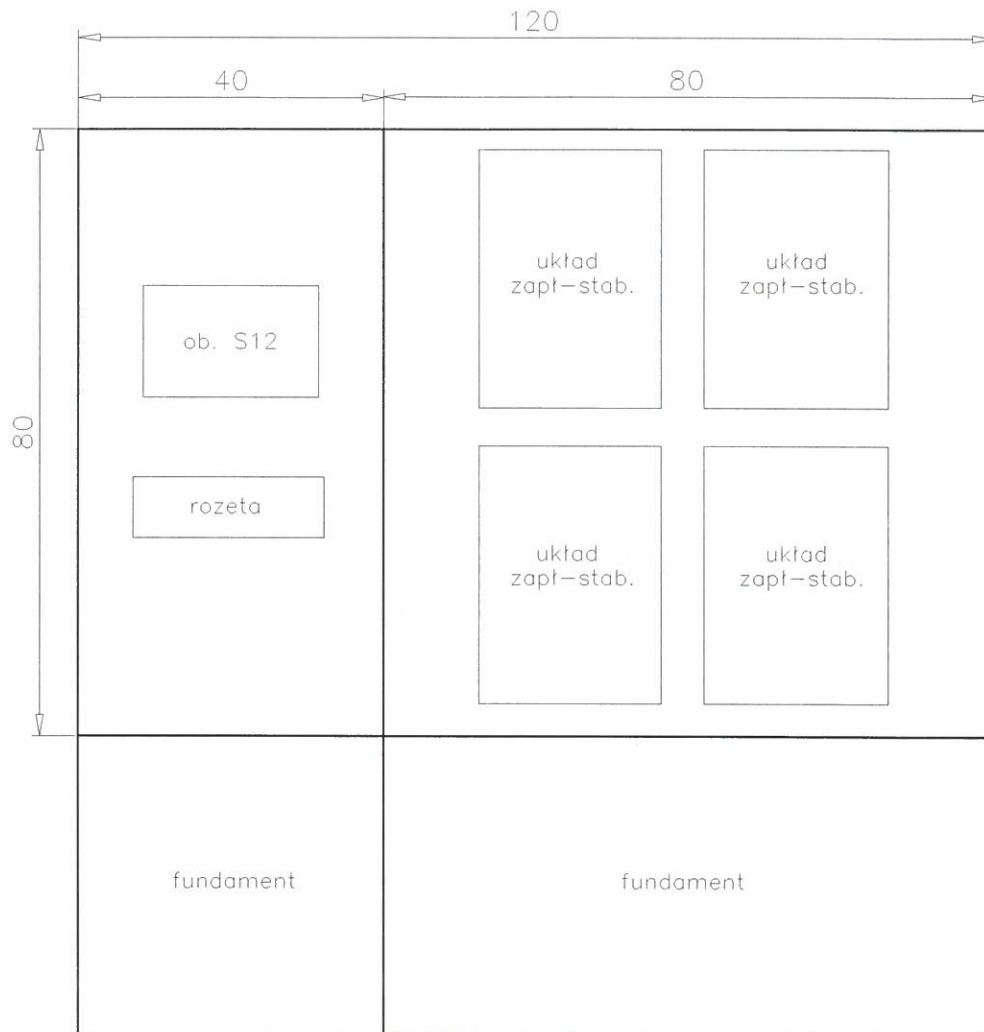 120
40
80
układ
zapł-stab.
układ
zapł-stab.
ob. S12
80
rozeta
układ
zapł-stab.
układ
zapł-stab.
fundament
fundament